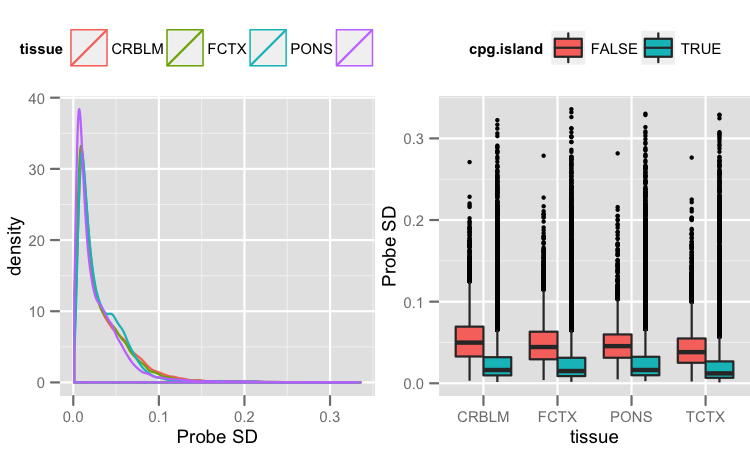 tissue CRBLM FCTX PONS
density
40
30
20
10
0
0.0 0.1 0.2 0.3
Probe SD
cpg.island FALSE TRUE
Probe SD
0.3
0.2
0.1
0.0
CRBLM FCTX PONS TCTX
tissue